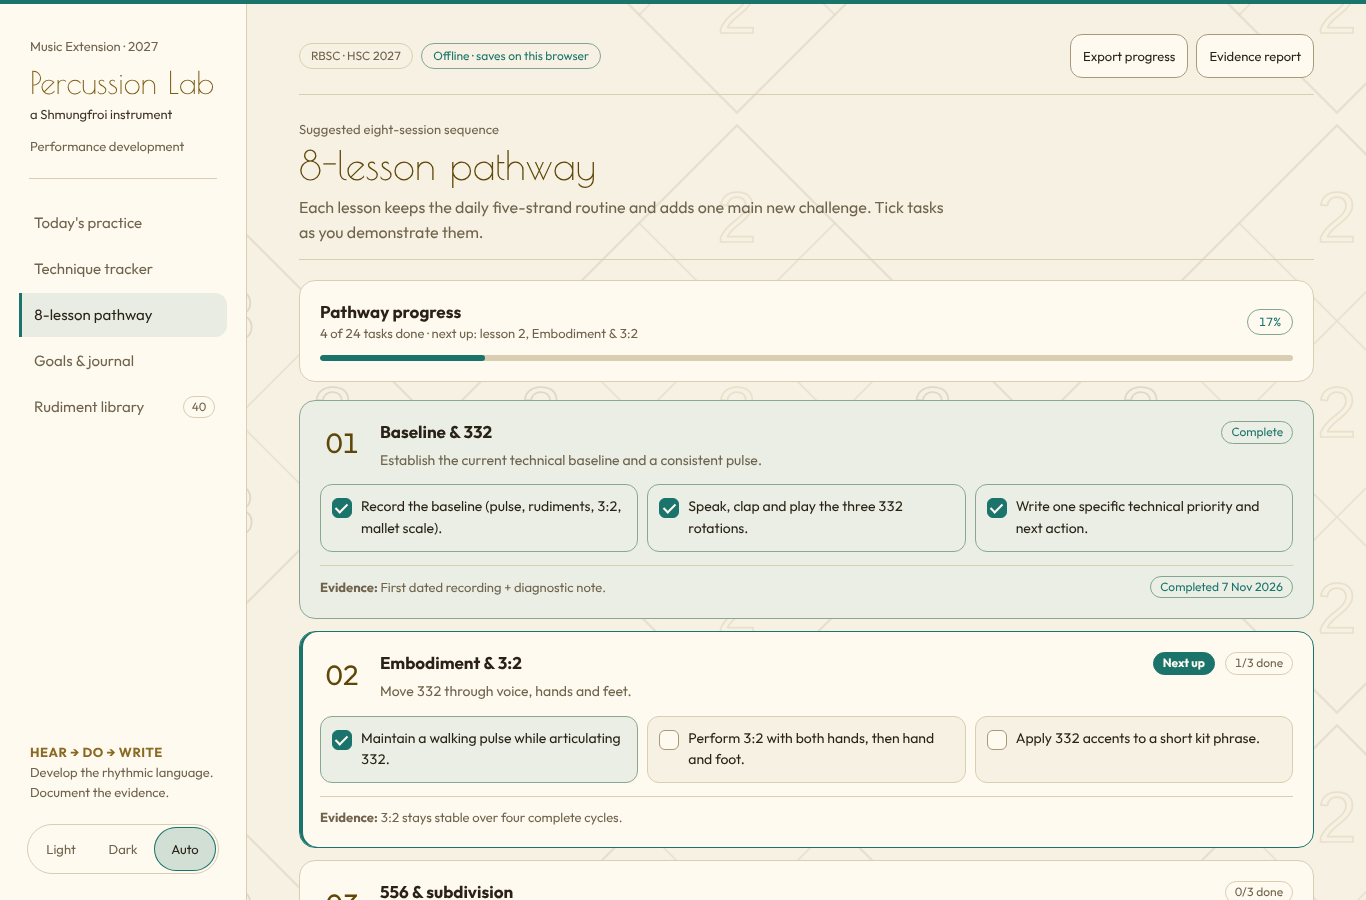 Music Extension · 2027
Percussion Lab
a Shmungfroi instrument
Performance development
Today's practice
Technique tracker
8-lesson pathway
Goals & journal
Rudiment library
40
HEAR → DO → WRITE
Develop the rhythmic language.
Document the evidence.
Light
Dark
Auto
RBSC · HSC 2027
Offline · saves on this browser
Export progress
Evidence report
Suggested eight-session sequence
8-lesson pathway
Each lesson keeps the daily five-strand routine and adds one main new challenge. Tick tasks
as you demonstrate them.
Pathway progress
4 of 24 tasks done · next up: lesson 2, Embodiment & 3:2
17%
01
Baseline & 332
Complete
Establish the current technical baseline and a consistent pulse.
Record the baseline (pulse, rudiments, 3:2,
mallet scale).
Speak, clap and play the three 332
rotations.
Write one specific technical priority and
next action.
Evidence: First dated recording + diagnostic note.
Completed 7 Nov 2026
02
Embodiment & 3:2
Next up
1/3 done
Move 332 through voice, hands and feet.
Maintain a walking pulse while articulating
332.
Perform 3:2 with both hands, then hand
and foot.
Apply 332 accents to a short kit phrase.
Evidence: 3:2 stays stable over four complete cycles.
03
556 & subdivision
0/3 done